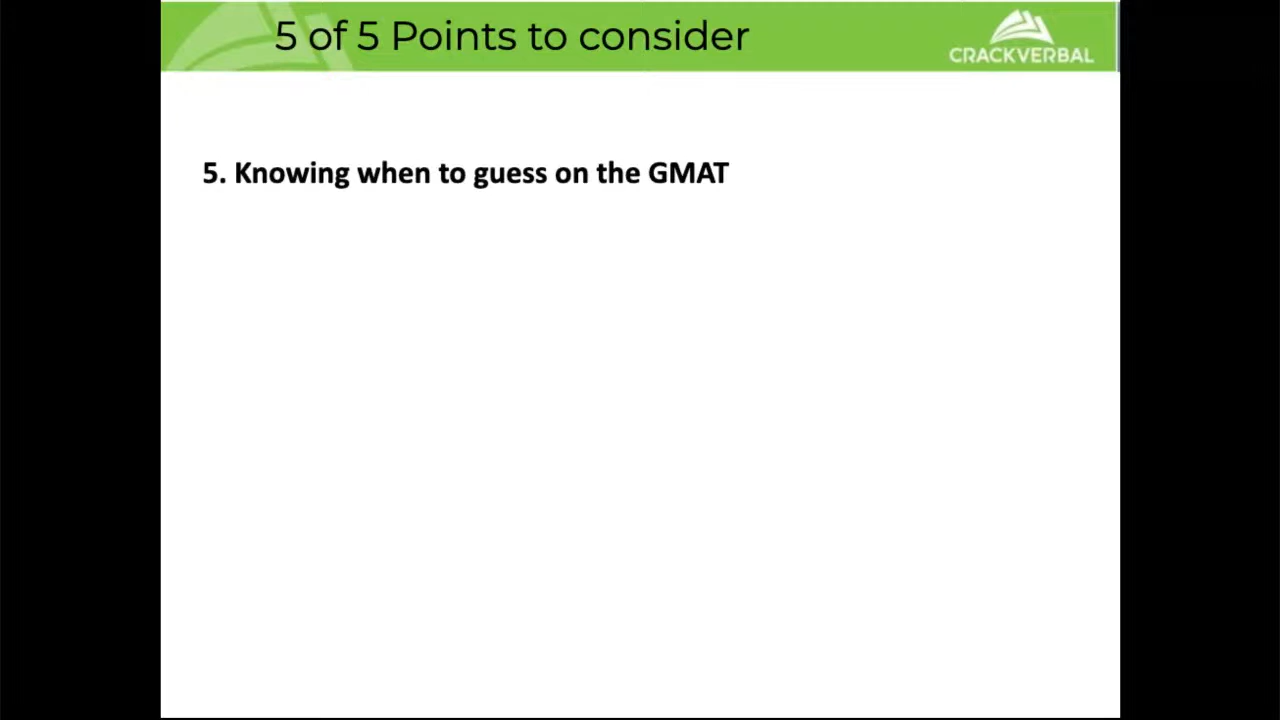 5 of 5 Points to consider
CRACKVERBAL
5. Knowing when to guess on the GMAT